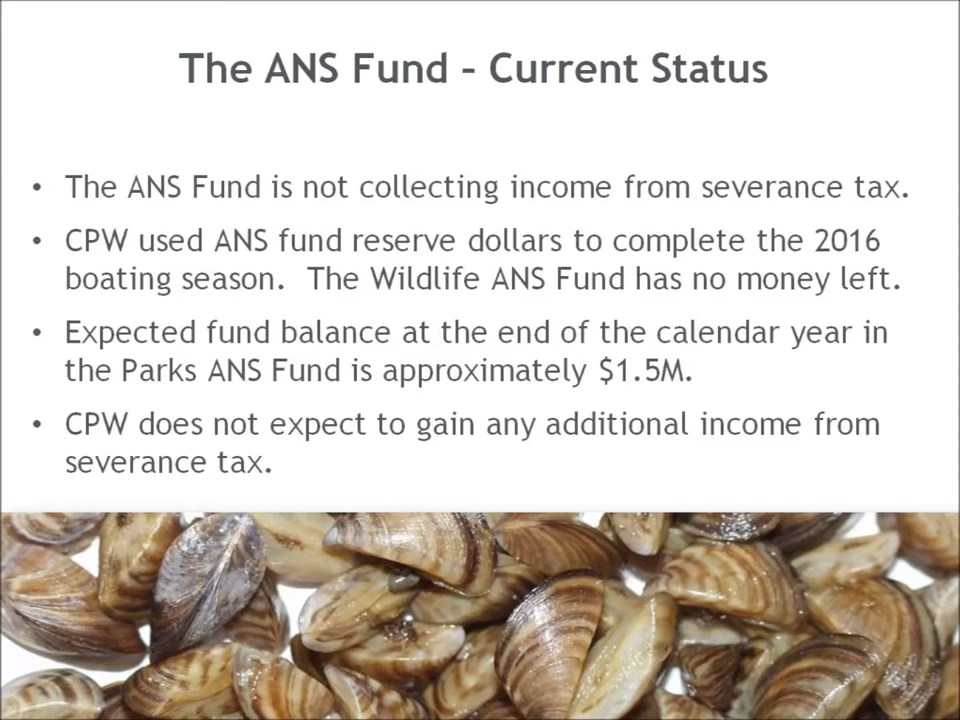 The ANS Fund – Current Status
• The ANS Fund is not collecting income from severance tax.
• CPW used ANS fund reserve dollars to complete the 2016
boating season.  The Wildlife ANS Fund has no money left.
• Expected fund balance at the end of the calendar year in
the Parks ANS Fund is approximately $1.5M.
• CPW does not expect to gain any additional income from
severance tax.